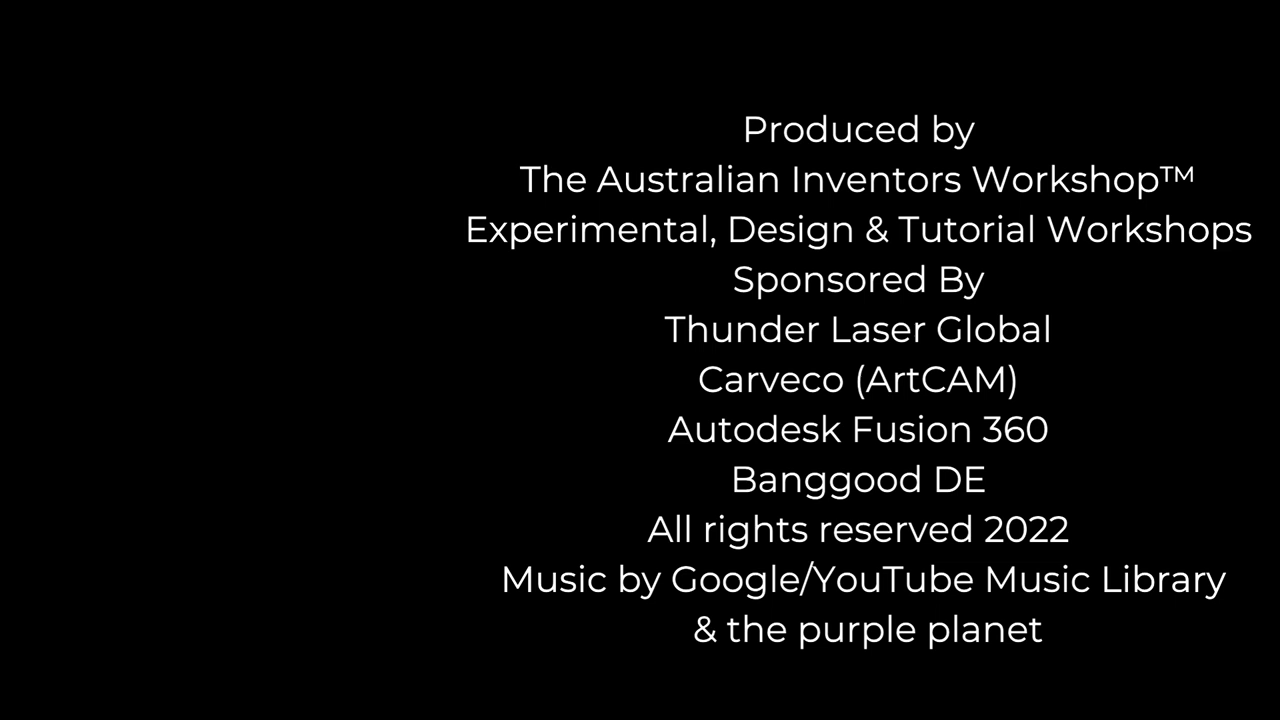 Produced by
The Australian Inventors Workshop™
Experimental, Design & Tutorial Workshops
Sponsored By
Thunder Laser Global
Carveco (ArtCAM)
Autodesk Fusion 360
Banggood DE
All rights reserved 2022
Music by Google/YouTube Music Library
& the purple planet